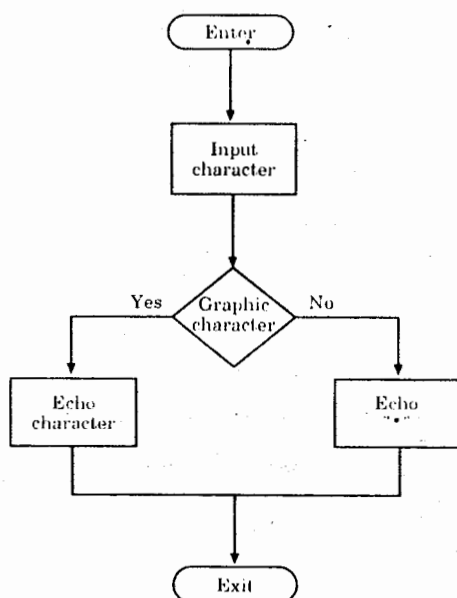 Enter
Input
character
Graphic
character
Yes
No
Echo
character
Echo
"•"
Exit